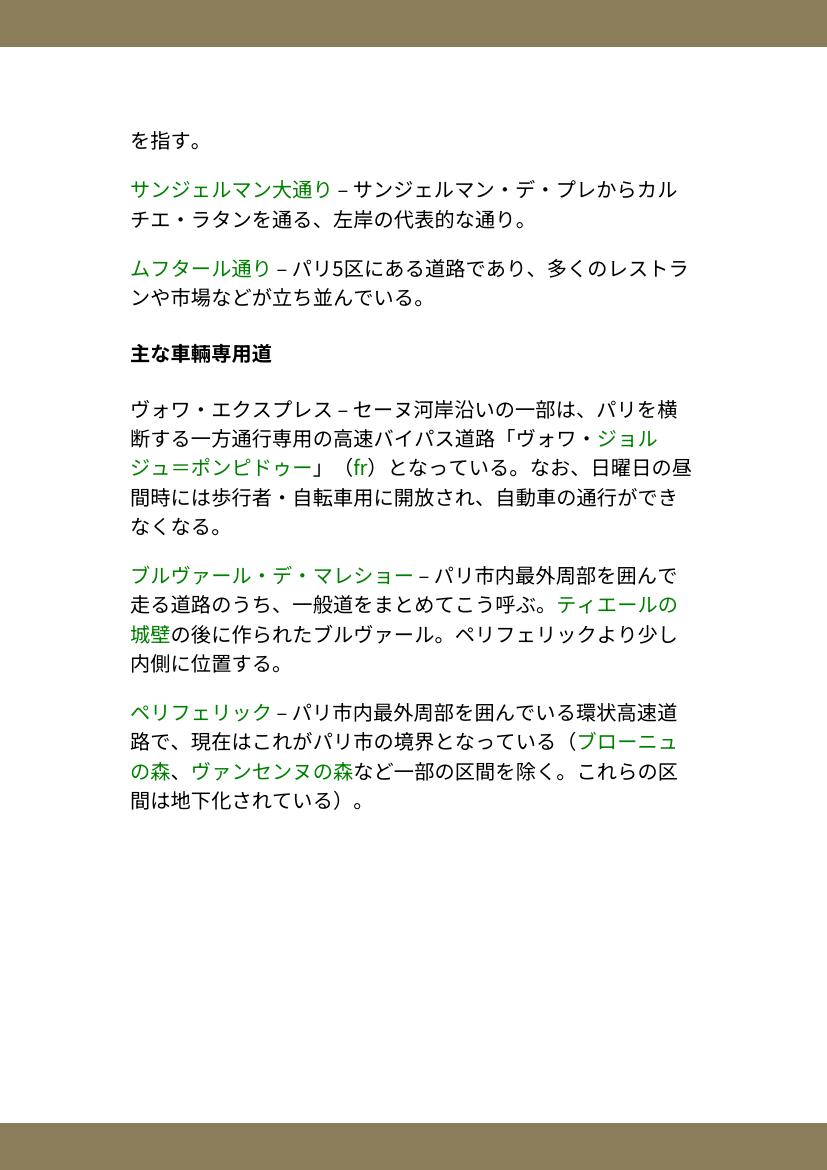 を指す。
サンジェルマン大通り – サンジェルマン・デ・プレからカル
チエ・ラタンを通る、左岸の代表的な通り。
ムフタール通り – パリ5区にある道路であり、多くのレストラ
ンや市場などが立ち並んでいる。
主な車輛専用道
ヴォワ・エクスプレス – セーヌ河岸沿いの一部は、パリを横
断する一方通行専用の高速バイパス道路「ヴォワ・ジョル
ジュ＝ポンピドゥー」（fr）となっている。なお、日曜日の昼
間時には歩行者・自転車用に開放され、自動車の通行ができ
なくなる。
ブルヴァール・デ・マレショー – パリ市内最外周部を囲んで
走る道路のうち、一般道をまとめてこう呼ぶ。ティエールの
城壁の後に作られたブルヴァール。ペリフェリックより少し
内側に位置する。
ペリフェリック – パリ市内最外周部を囲んでいる環状高速道
路で、現在はこれがパリ市の境界となっている（ブローニュ
の森、ヴァンセンヌの森など一部の区間を除く。これらの区
間は地下化されている）。